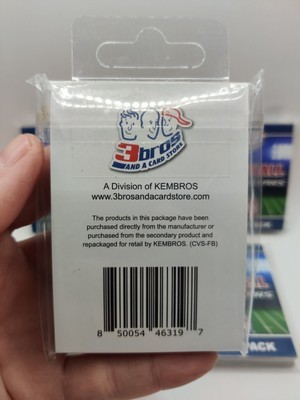 3bros
AND A CARD STORE
A Division of KEMBROS
www.3brosandacardstore.com
The products in this package have been
purchased directly from the manufacturer or
purchased from the secondary product and
repackaged for retail by KEMBROS. (CVS-FB)
8 50054 46319 7
PACK